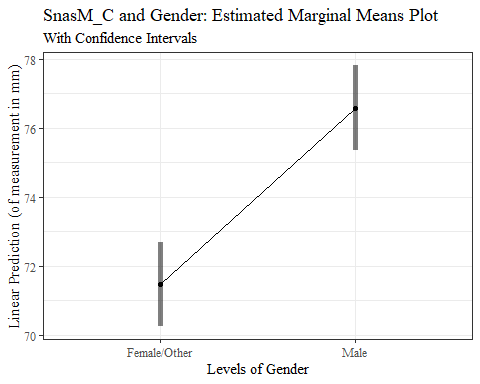 SnasM_C and Gender: Estimated Marginal Means Plot
With Confidence Intervals
Linear Prediction (of measurement in mm)
78
76
74
72
70
Female/Other
Male
Levels of Gender